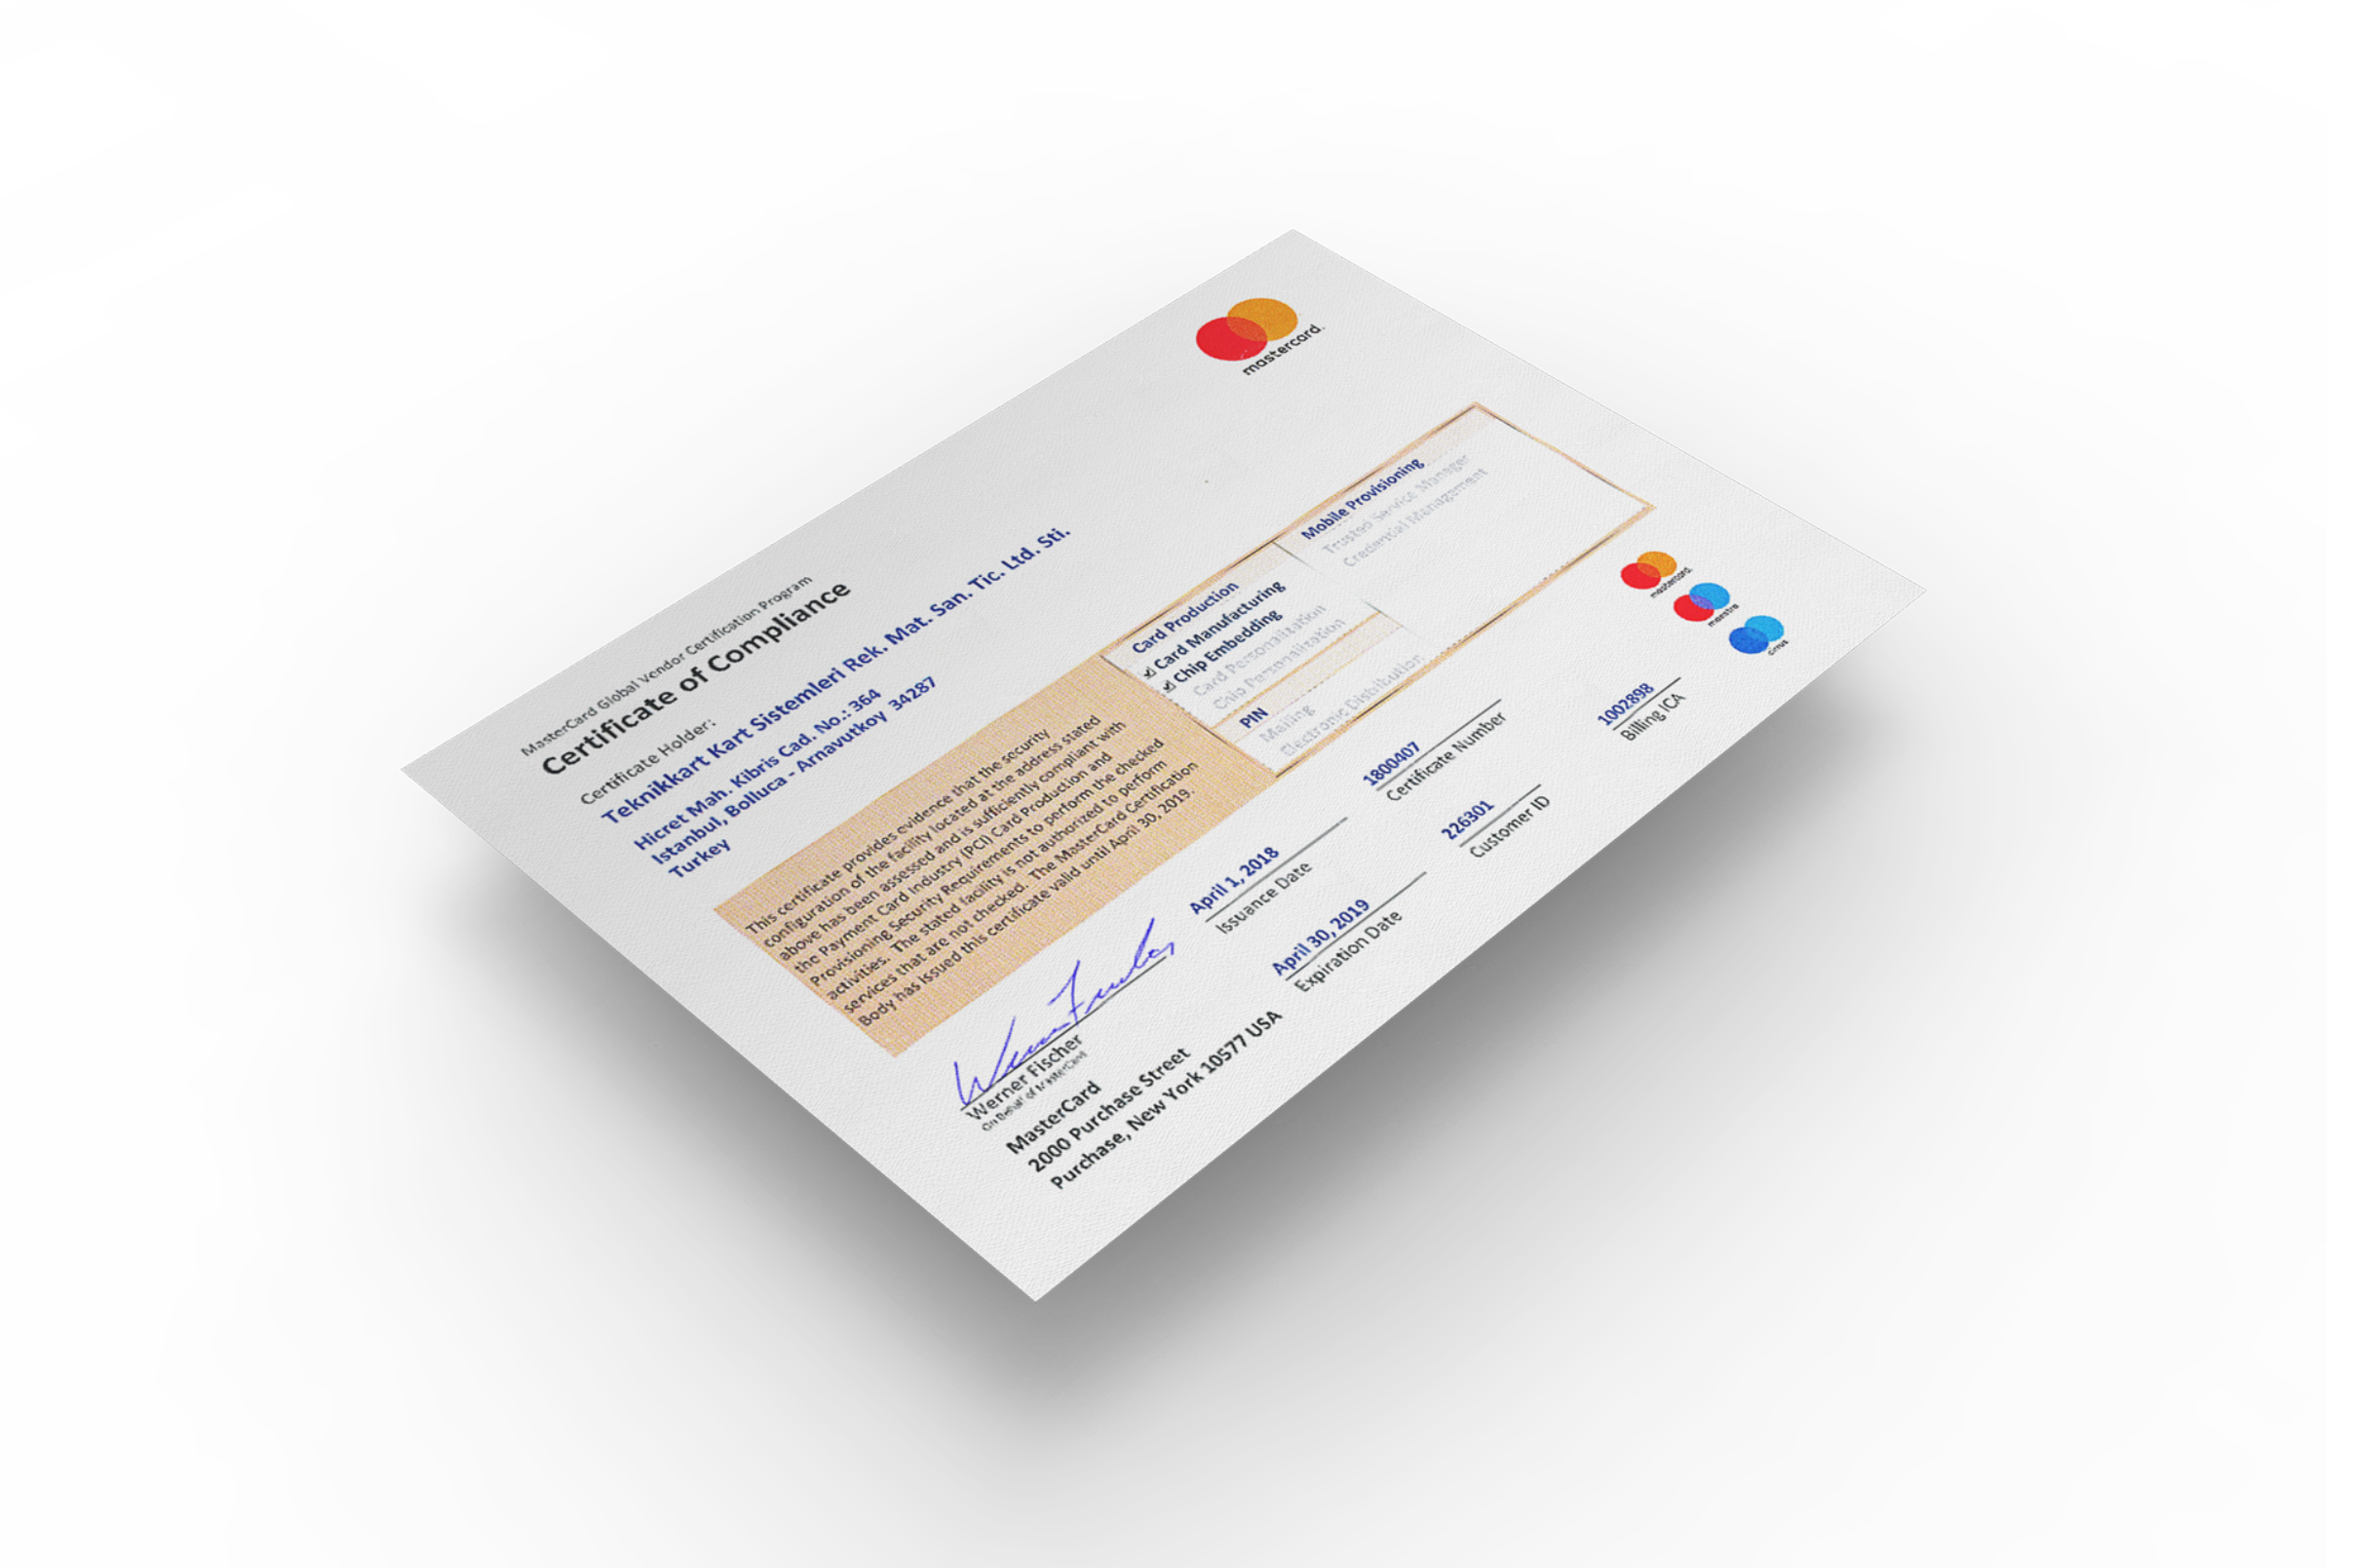 mastercard.
MasterCard Global Vendor Certification Program
Certificate of Compliance
Certificate Holder:
Teknikkart Kart Sistemleri Rek. Mat. San. Tic. Ltd. Sti.
Hicret Mah. Kibris Cad. No.: 364
Istanbul, Bolluca - Arnavutkoy 34287
Turkey
This certificate provides evidence that the security
configuration of the facility located at the address stated
above has been assessed and is sufficiently compliant with
the Payment Card Industry (PCI) Card Production and
Provisioning Security Requirements to perform the checked
activities. The stated facility is not authorized to perform
services that are not checked. The MasterCard Certification
Body has issued this certificate valid until April 30, 2019.
Card Production
Card Manufacturing
Chip Embedding
Card Personalization
Chip Personalization
PIN
Mailing
Electronic Distribution
Mobile Provisioning
Trusted Service Manager
Credential Management
Werner Fischer
On Behalf of MasterCard
MasterCard
2000 Purchase Street
Purchase, New York 10577 USA
April 1, 2018
Issuance Date
April 30, 2019
Expiration Date
1800407
Certificate Number
226301
Customer ID
1002898
Billing ICA
mastercard.
maestro
cirrus